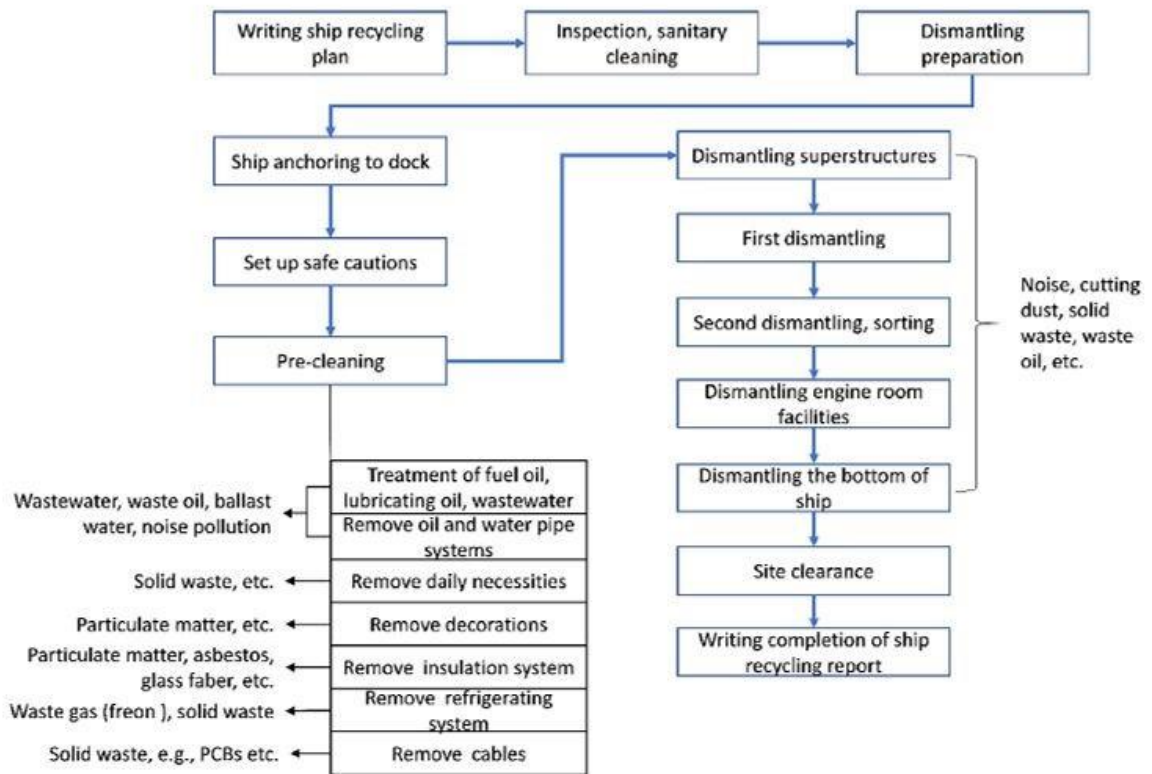 Writing ship recycling
plan
Inspection, sanitary
cleaning
Dismantling
preparation
Ship anchoring to dock
Set up safe cautions
Pre-cleaning
Treatment of fuel oil,
lubricating oil, wastewater
Remove oil and water pipe
systems
Remove daily necessities
Remove decorations
Remove insulation system
Remove refrigerating
system
Remove cables
Wastewater, waste oil, ballast
water, noise pollution
Solid waste, etc.
Particulate matter, etc.
Particulate matter, asbestos,
glass faber, etc.
Waste gas (freon ), solid waste
Solid waste, e.g., PCBs etc.
Dismantling superstructures
First dismantling
Second dismantling, sorting
Dismantling engine room
facilities
Dismantling the bottom of
ship
Site clearance
Writing completion of ship
recycling report
Noise, cutting
dust, solid
waste, waste
oil, etc.